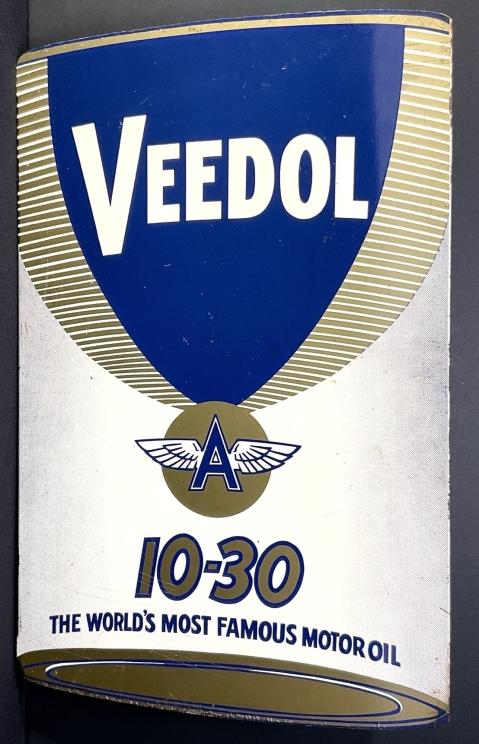 VEEDOL
A
10-30
THE WORLD'S MOST FAMOUS MOTOR OIL